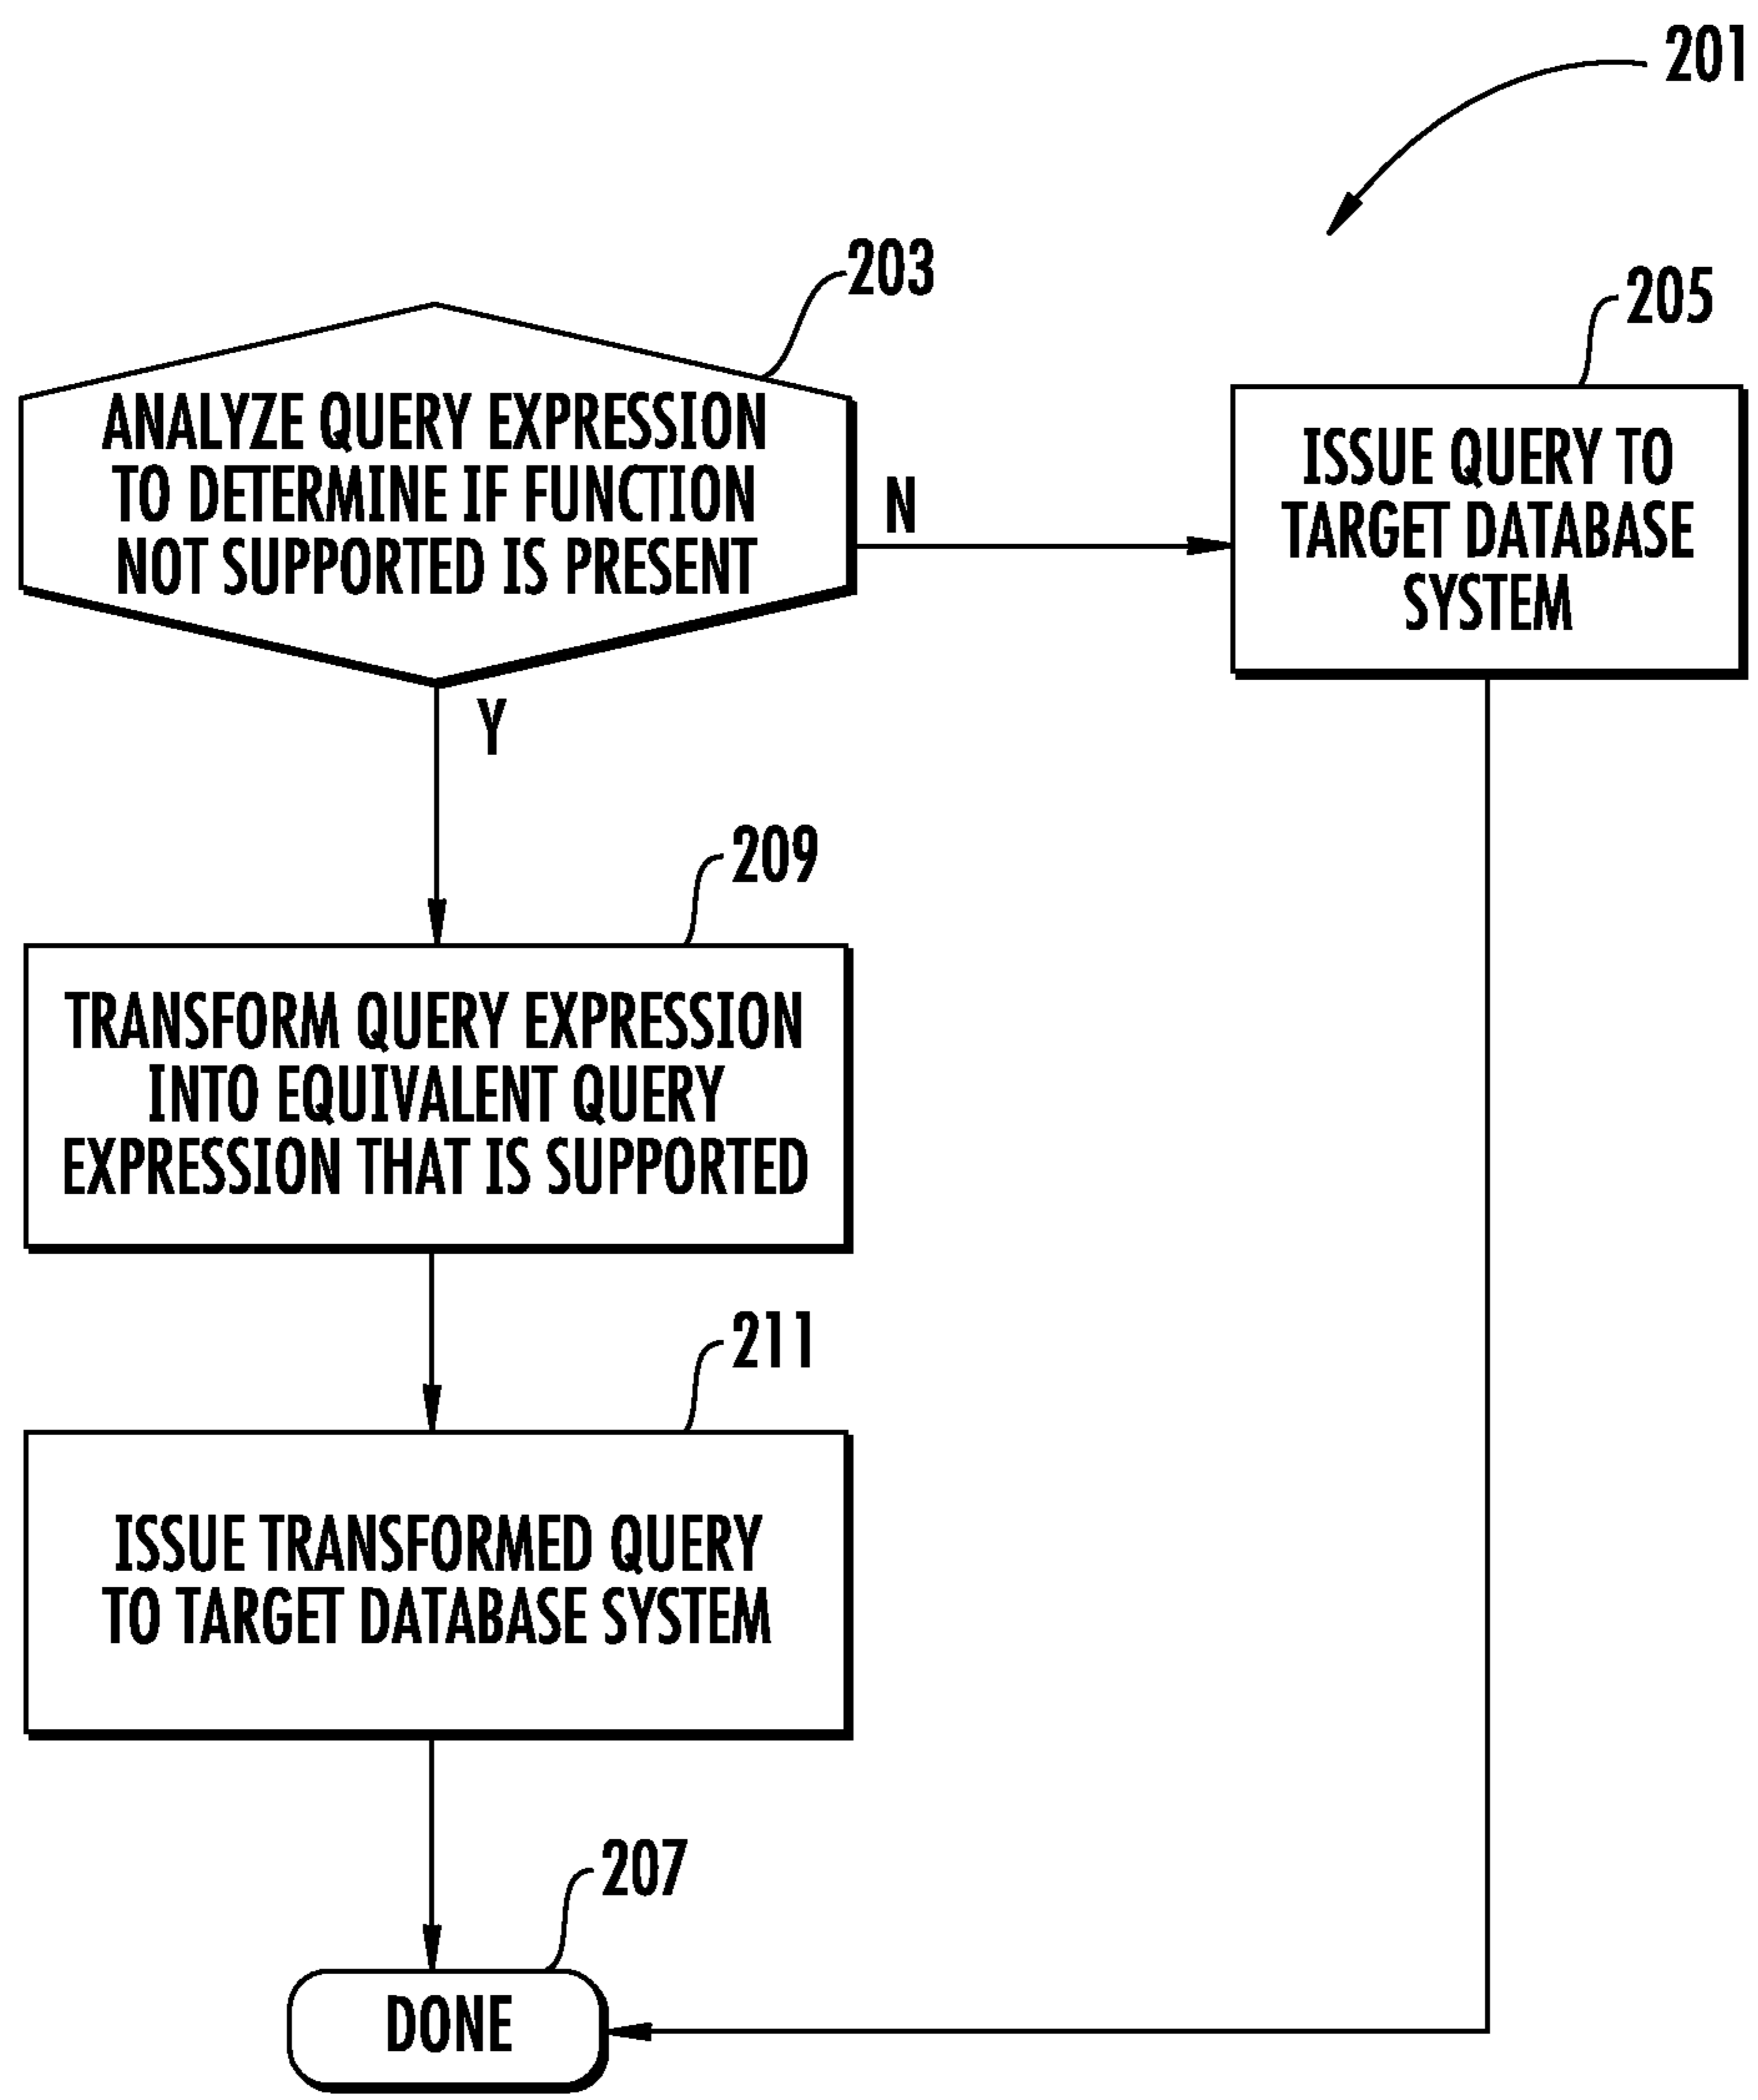 201
203
ANALYZE QUERY EXPRESSION
TO DETERMINE IF FUNCTION
NOT SUPPORTED IS PRESENT
N
205
ISSUE QUERY TO
TARGET DATABASE
SYSTEM
Y
209
TRANSFORM QUERY EXPRESSION
INTO EQUIVALENT QUERY
EXPRESSION THAT IS SUPPORTED
211
ISSUE TRANSFORMED QUERY
TO TARGET DATABASE SYSTEM
207
DONE